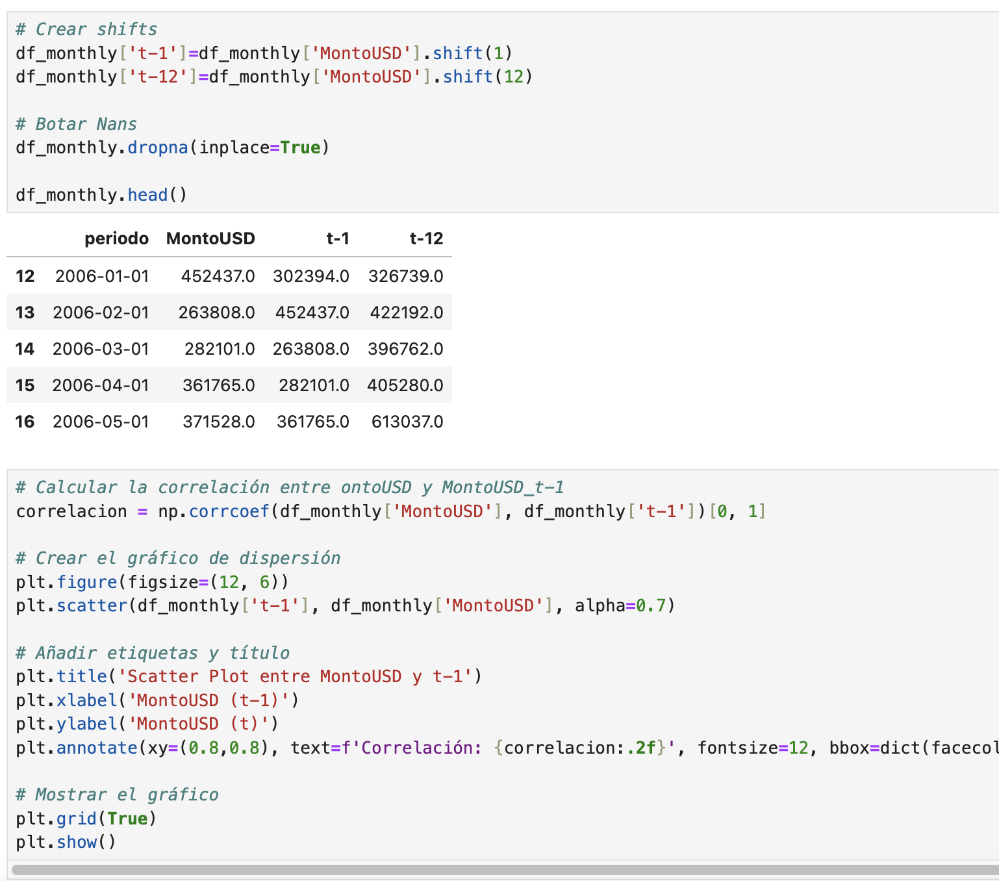 # Crear shifts
df_monthly['t-1']=df_monthly['MontoUSD'].shift(1)
df_monthly['t-12']=df_monthly['MontoUSD'].shift(12)
# Botar Nans
df_monthly.dropna(inplace=True)
df_monthly.head()
periodo MontoUSD t-1 t-12
12 2006-01-01 452437.0 302394.0 326739.0
13 2006-02-01 263808.0 452437.0 422192.0
14 2006-03-01 282101.0 263808.0 396762.0
15 2006-04-01 361765.0 282101.0 405280.0
16 2006-05-01 371528.0 361765.0 613037.0
# Calcular la correlación entre ontoUSD y MontoUSD_t-1
correlacion = np.corrcoef(df_monthly['MontoUSD'], df_monthly['t-1'])[0, 1]
# Crear el gráfico de dispersión
plt.figure(figsize=(12, 6))
plt.scatter(df_monthly['t-1'], df_monthly['MontoUSD'], alpha=0.7)
# Añadir etiquetas y título
plt.title('Scatter Plot entre MontoUSD y t-1')
plt.xlabel('MontoUSD (t-1)')
plt.ylabel('MontoUSD (t)')
plt.annotate(xy=(0.8,0.8), text=f'Correlación: {correlacion:.2f}', fontsize=12, bbox=dict(facecol
# Mostrar el gráfico
plt.grid(True)
plt.show()